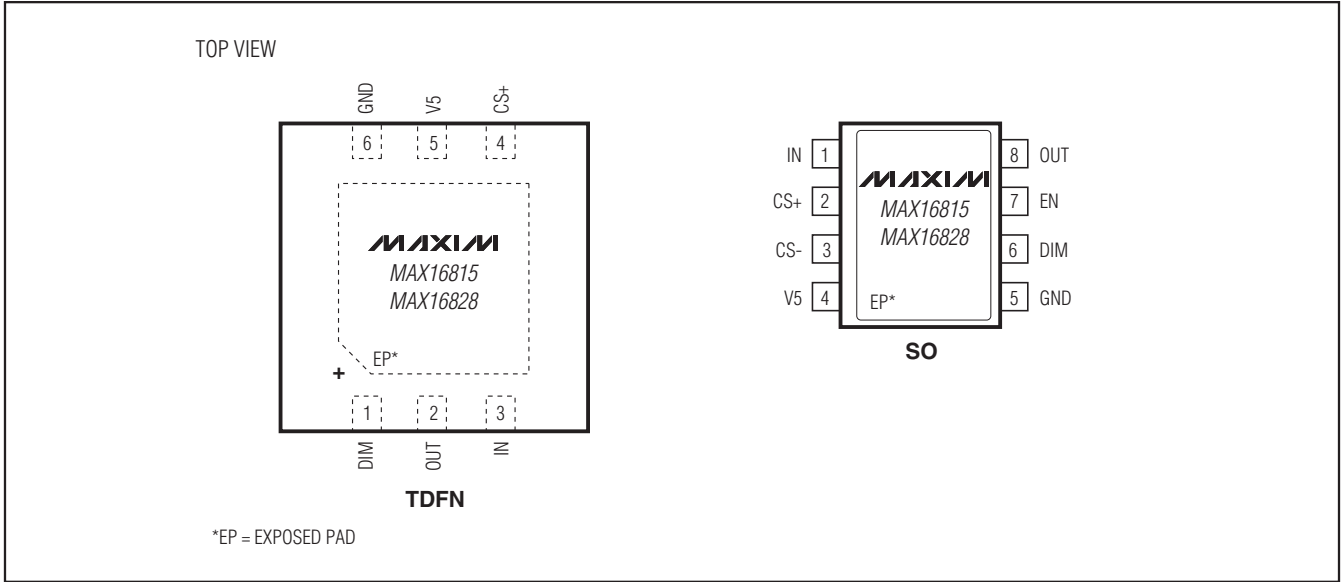 TOP VIEW
GND V5 CS+
6 5 4
MAXIM
MAX16815
MAX16828
EP*
+
1 2 3
DIM OUT IN
TDFN
*EP = EXPOSED PAD
IN 1
CS+ 2
CS- 3
V5 4
MAXIM
MAX16815
MAX16828
EP*
8 OUT
7 EN
6 DIM
5 GND
SO